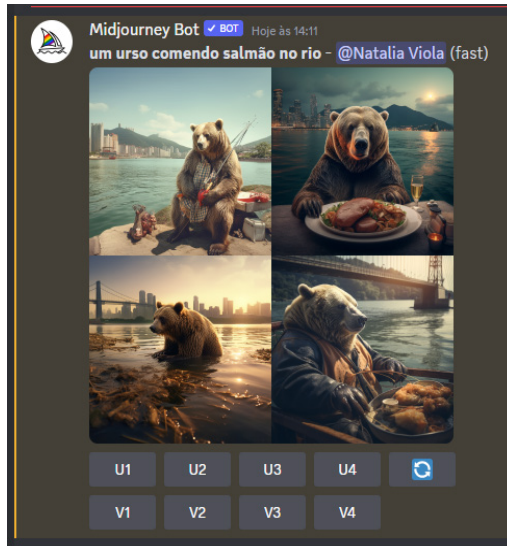 Midjourney Bot ✓ BOT Hoje às 14:11
um urso comendo salmão no rio - @Natalia Viola (fast)
U1 U2 U3 U4
V1 V2 V3 V4